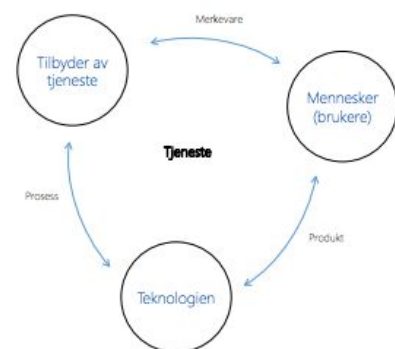 Merkevare
Tilbyder av
tjeneste
Mennesker
(brukere)
Tjeneste
Prosess
Produkt
Teknologien